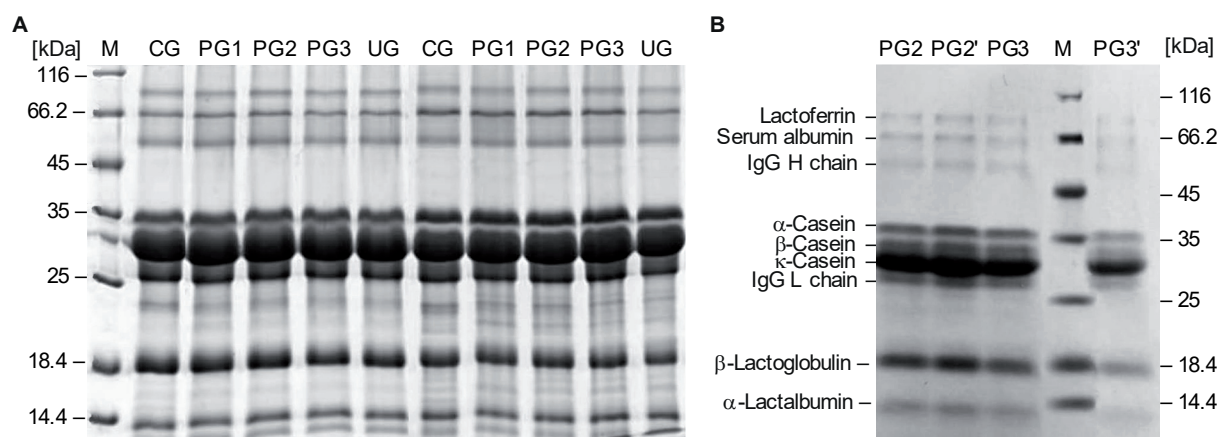 A
[kDa] M CG PG1 PG2 PG3 UG CG PG1 PG2 PG3 UG
116 –
66.2 –
45 –
35 –
25 –
18.4 –
14.4 –
B
PG2 PG2' PG3 M PG3' [kDa]
Lactoferrin –
Serum albumin –
IgG H chain –
α-Casein –
β-Casein –
κ-Casein –
IgG L chain –
β-Lactoglobulin –
α-Lactalbumin –
– 116
– 66.2
– 45
– 35
– 25
– 18.4
– 14.4